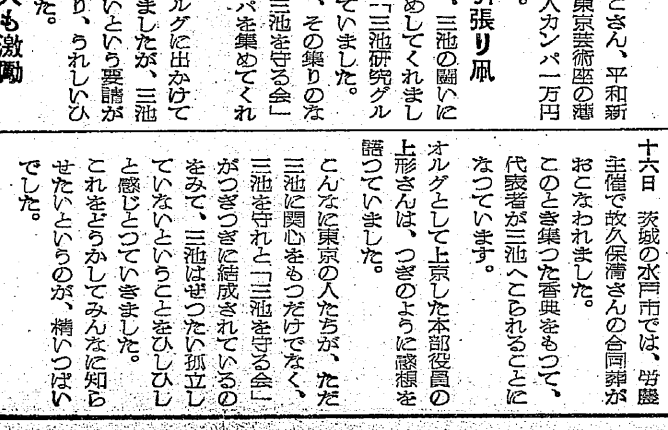 とさん、平和新
東京芸術座の薄
人カンパ一万円
。
引張り凧
、三池の闘いに
めしてくれまし
「三池研究グル
ていました。
、その集りのな
三池を守る会」
パを集めてくれ
ルグに出かけて
ましたが、三池
いという要請が
り、うれしいひ
た。
も激励
十六日　茨城の水戸市では、労農
主催で故久保清さんの合同葬が
おこなわれました。
このとき集つた香典をもつて、
代表者が三池へこられることに
なつています。
オルグとして上京した本部役員の
上形さんは、つぎのように感想を
語つていました。
こんなに東京の人たちが、ただ
三池に関心をもつだけでなく、
三池を守れと「三池を守る会」
がつぎつぎに結成されているの
をみて、三池はぜつたい孤立し
ていないということをひしひし
と感じとつていきました。
これをどうかしてみんなに知ら
せたいというのが、精いつぱい
でした。